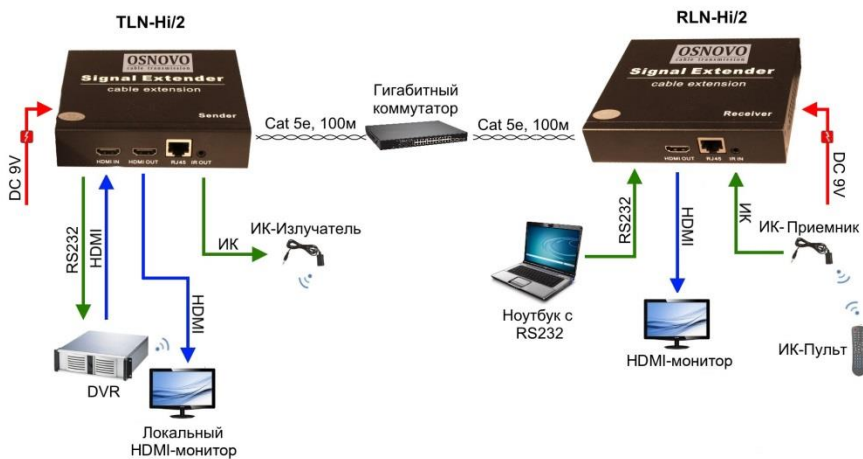 TLN-Hi/2
RLN-Hi/2
OSNOVO
cable transmission
Signal Extender
cable extension
Sender
HDMI IN
HDMI OUT
RJ45
IR OUT
DC 9V
Cat 5e, 100м
Гигабитный
коммутатор
Cat 5e, 100м
OSNOVO
cable transmission
Signal Extender
cable extension
Receiver
HDMI OUT
RJ45
IR IN
DC 9V
RS232
HDMI
HDMI
ИК
ИК-Излучатель
DVR
Локальный
HDMI-монитор
RS232
HDMI
ИК
ИК- Приемник
Ноутбук с
RS232
HDMI-монитор
ИК-Пульт